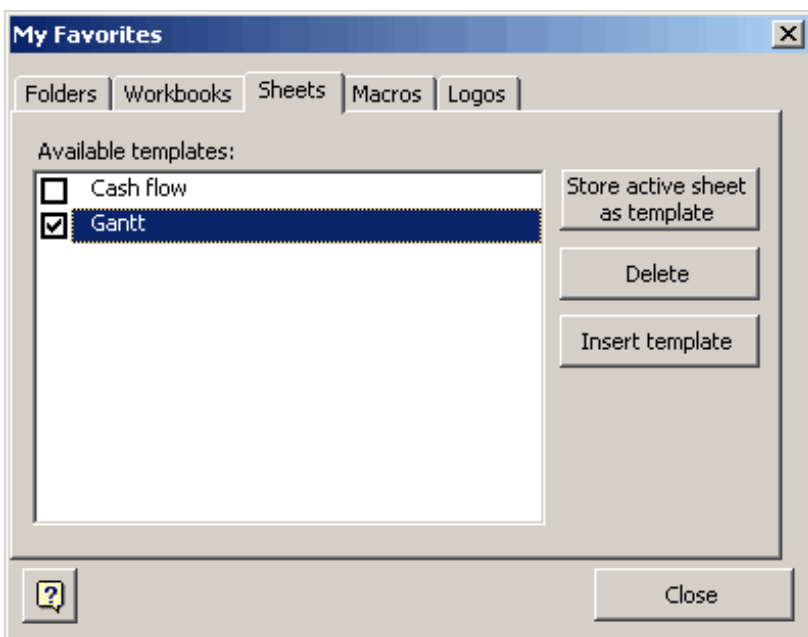 My Favorites
Folders Workbooks Sheets Macros Logos
Available templates:
Cash flow
Gantt
Store active sheet
as template
Delete
Insert template
?
Close